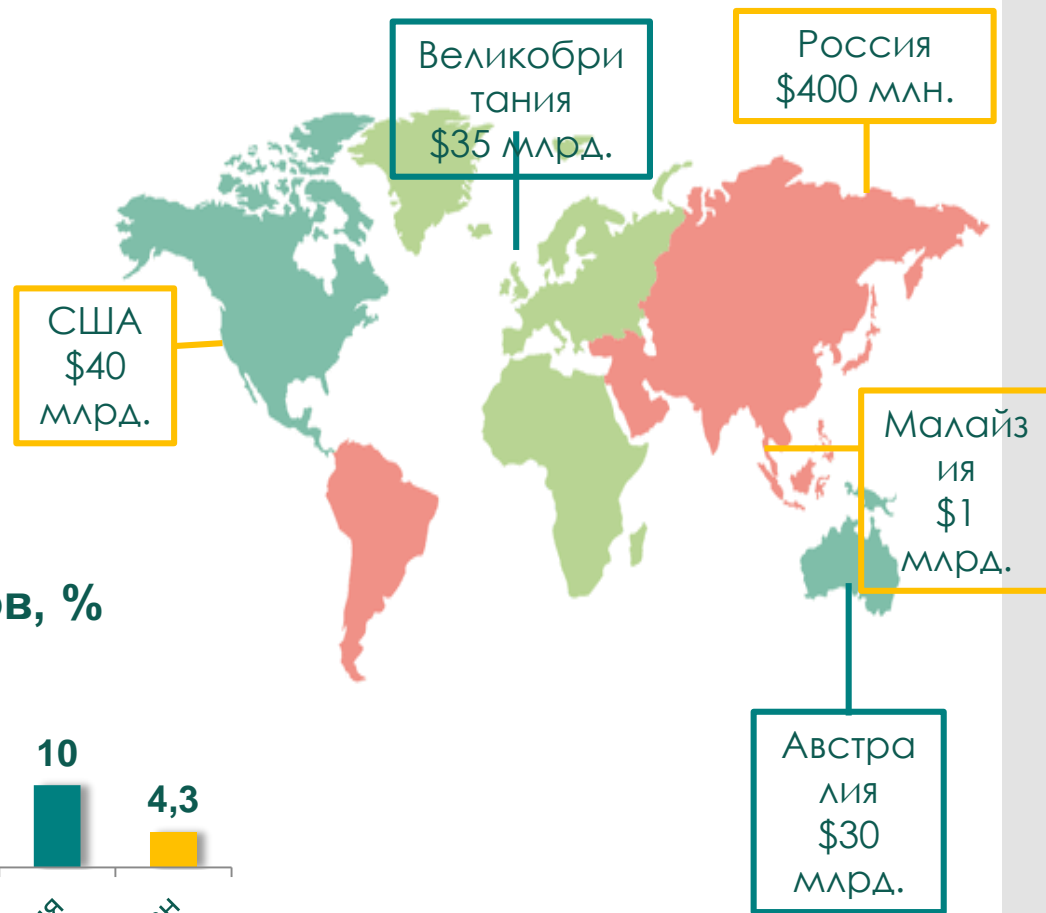 Великобри
тания
$35 млрд.
Россия
$400 млн.
США
$40
млрд.
Малайз
ия
$1
млрд.
ов, %
10
4,3
Австра
лия
$30
млрд.